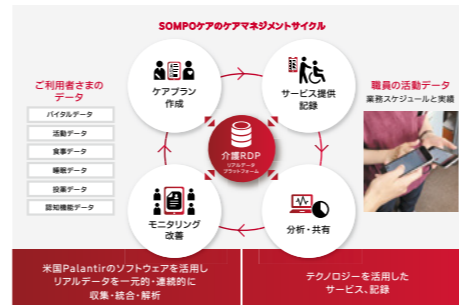 SOMPOケアのケアマネジメントサイクル
ご利用者さまの
データ
バイタルデータ
活動データ
食事データ
睡眠データ
投薬データ
認知機能データ
ケアプラン
作成
サービス提供
記録
介護RDP
リアルデータ
プラットフォーム
モニタリング
改善
分析・共有
職員の活動データ
業務スケジュールと実績
米国Palantirのソフトウェアを活用し
リアルデータを一元的・連続的に
収集・統合・解析
テクノロジーを活用した
サービス、記録